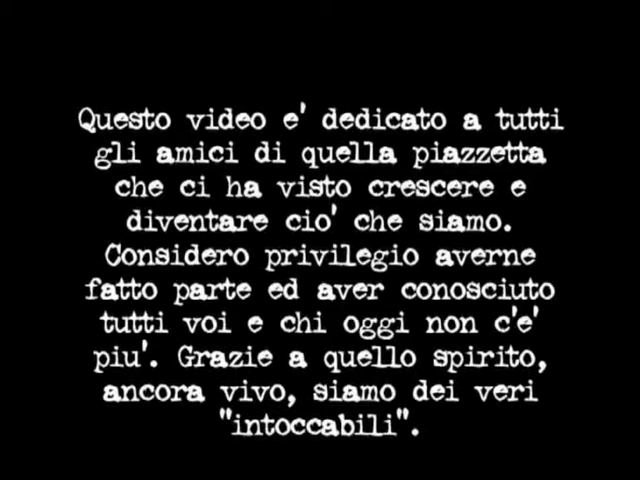 Questo video e' dedicato a tutti
gli amici di quella piazzetta
che ci ha visto crescere e
diventare cio' che siamo.
Considero privilegio averne
fatto parte ed aver conosciuto
tutti voi e chi oggi non c'e'
piu'. Grazie a quello spirito,
ancora vivo, siamo dei veri
"intoccabili".